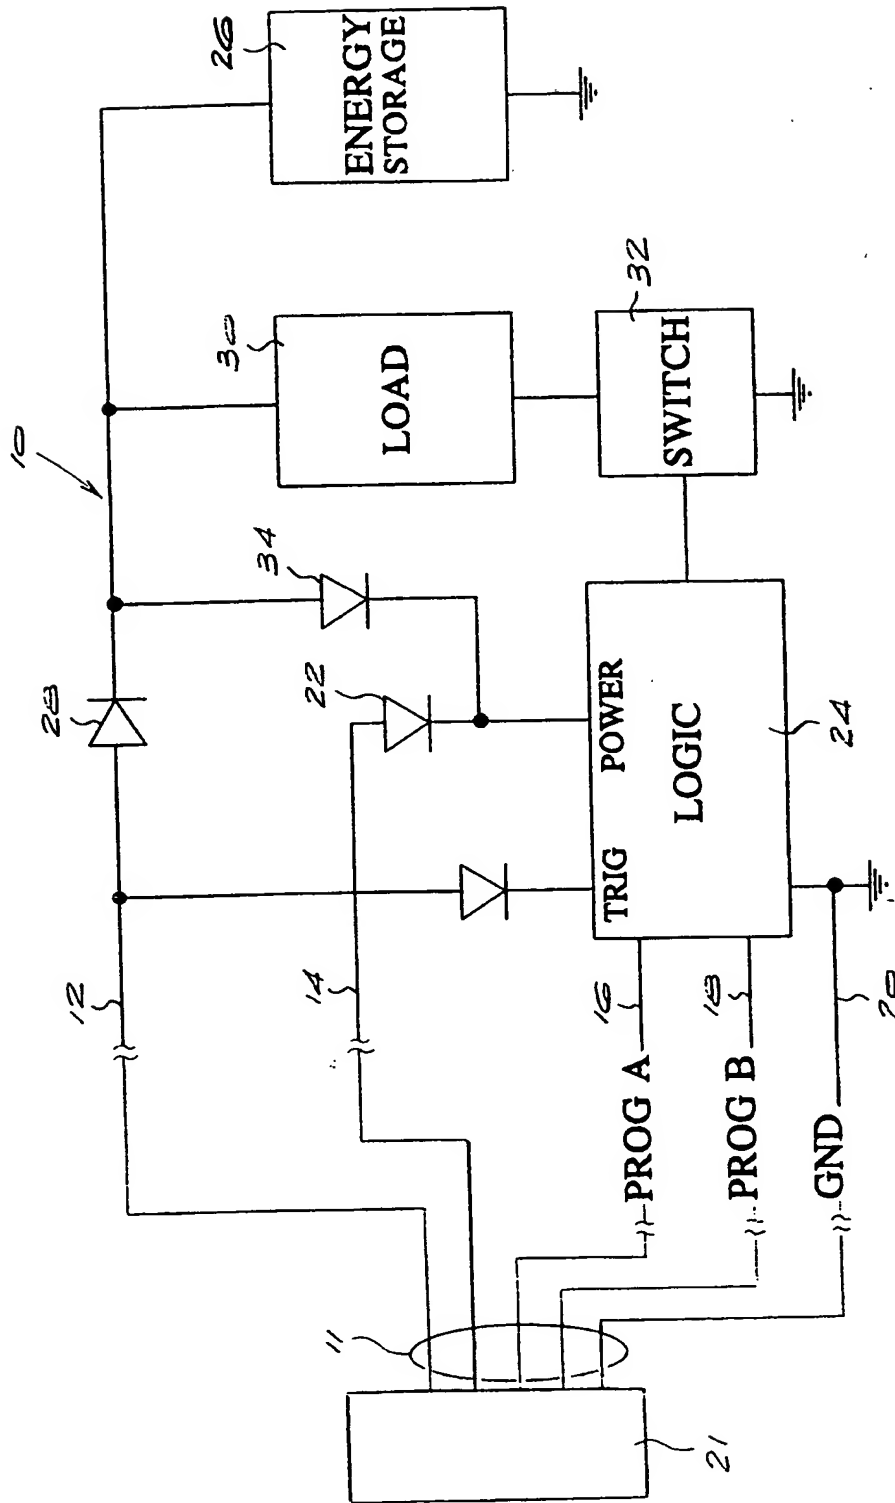 10
26
ENERGY
STORAGE
28
34
30
LOAD
32
SWITCH
12
14
22
TRIG
POWER
LOGIC
24
16
PROG A
18
PROG B
GND
20
11
21